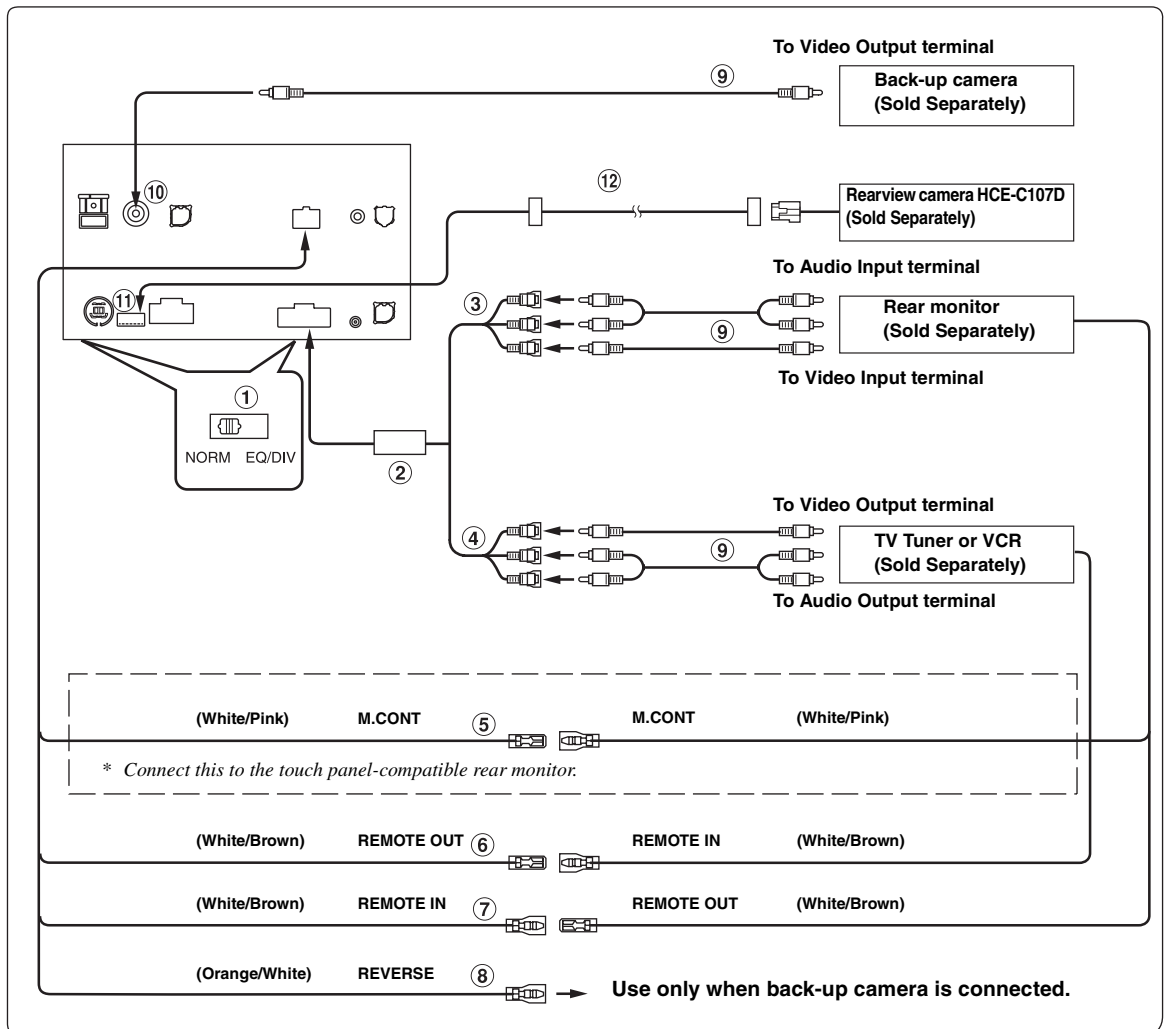 To Video Output terminal
⑨
Back-up camera
(Sold Separately)
⑩
⑫
Rearview camera HCE-C107D
(Sold Separately)
To Audio Input terminal
⑪
③
Rear monitor
(Sold Separately)
⑨
To Video Input terminal
①
NORM EQ/DIV
②
To Video Output terminal
④
⑨
TV Tuner or VCR
(Sold Separately)
To Audio Output terminal
(White/Pink) M.CONT ⑤ M.CONT (White/Pink)
* Connect this to the touch panel-compatible rear monitor.
(White/Brown) REMOTE OUT ⑥ REMOTE IN (White/Brown)
(White/Brown) REMOTE IN ⑦ REMOTE OUT (White/Brown)
(Orange/White) REVERSE ⑧
Use only when back-up camera is connected.